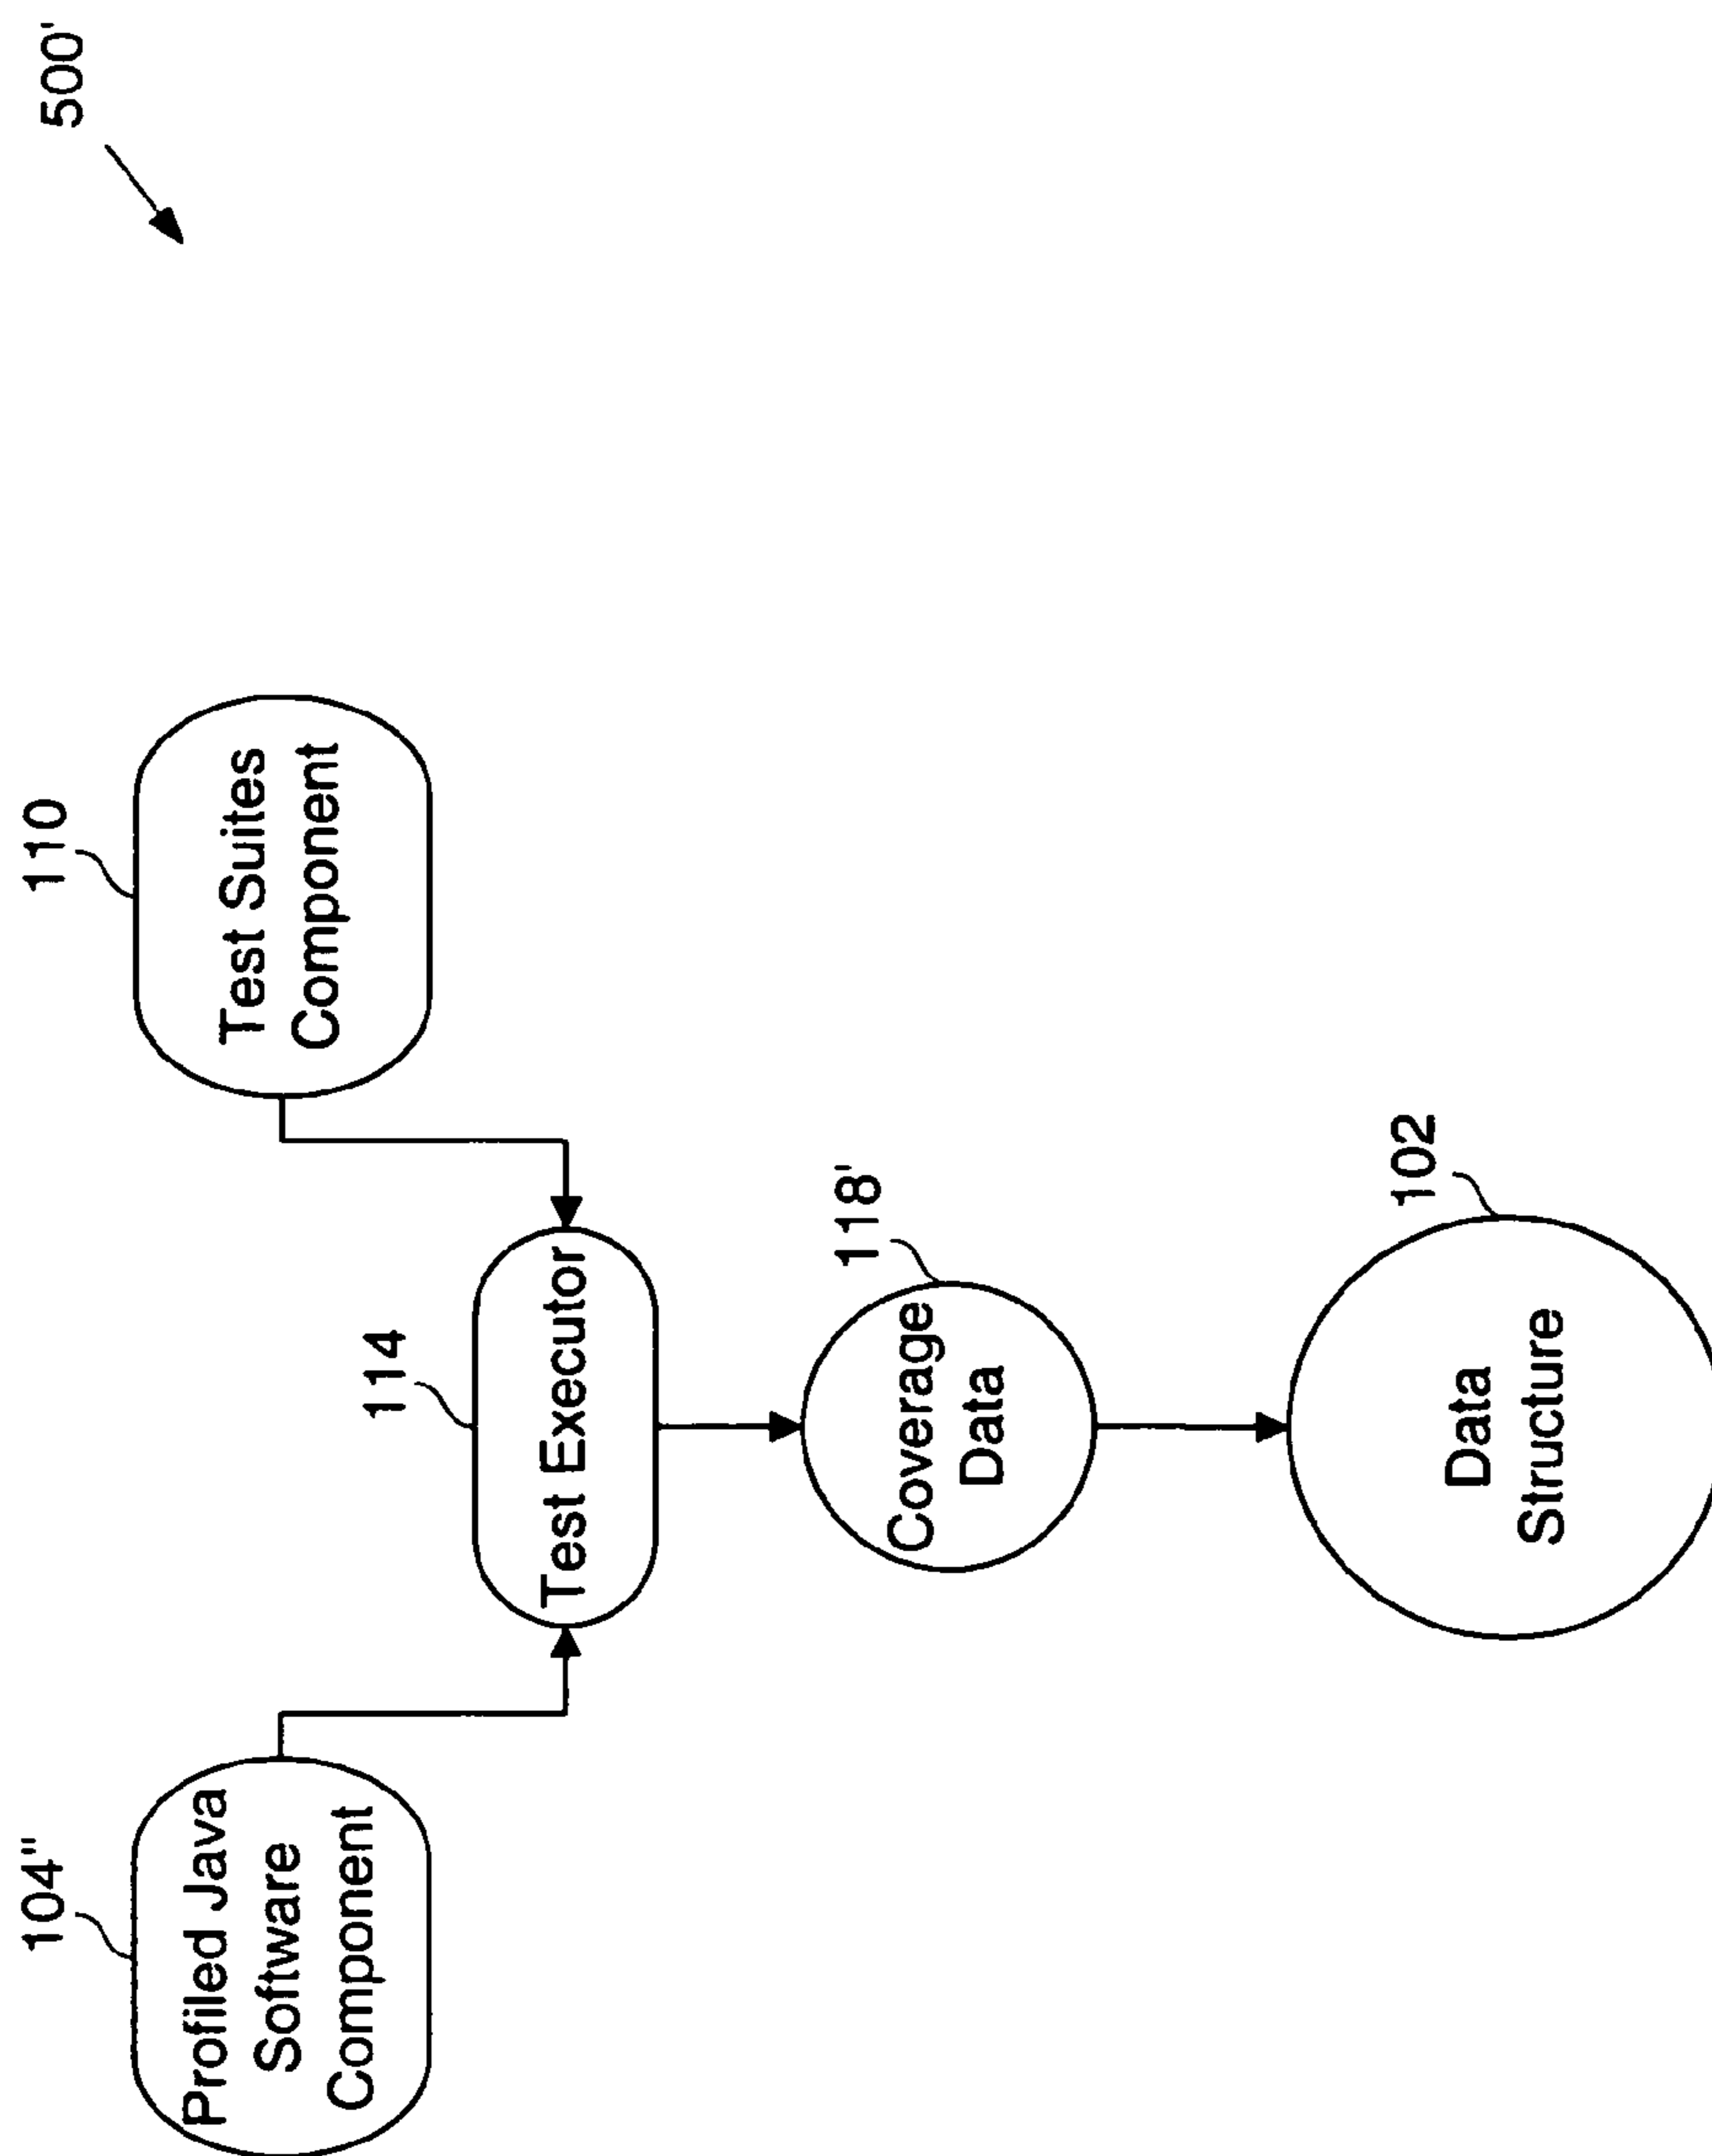 500'
104"
Profiled Java
Software
Component
110
Test Suites
Component
114
Test Executor
118'
Coverage
Data
102
Data
Structure